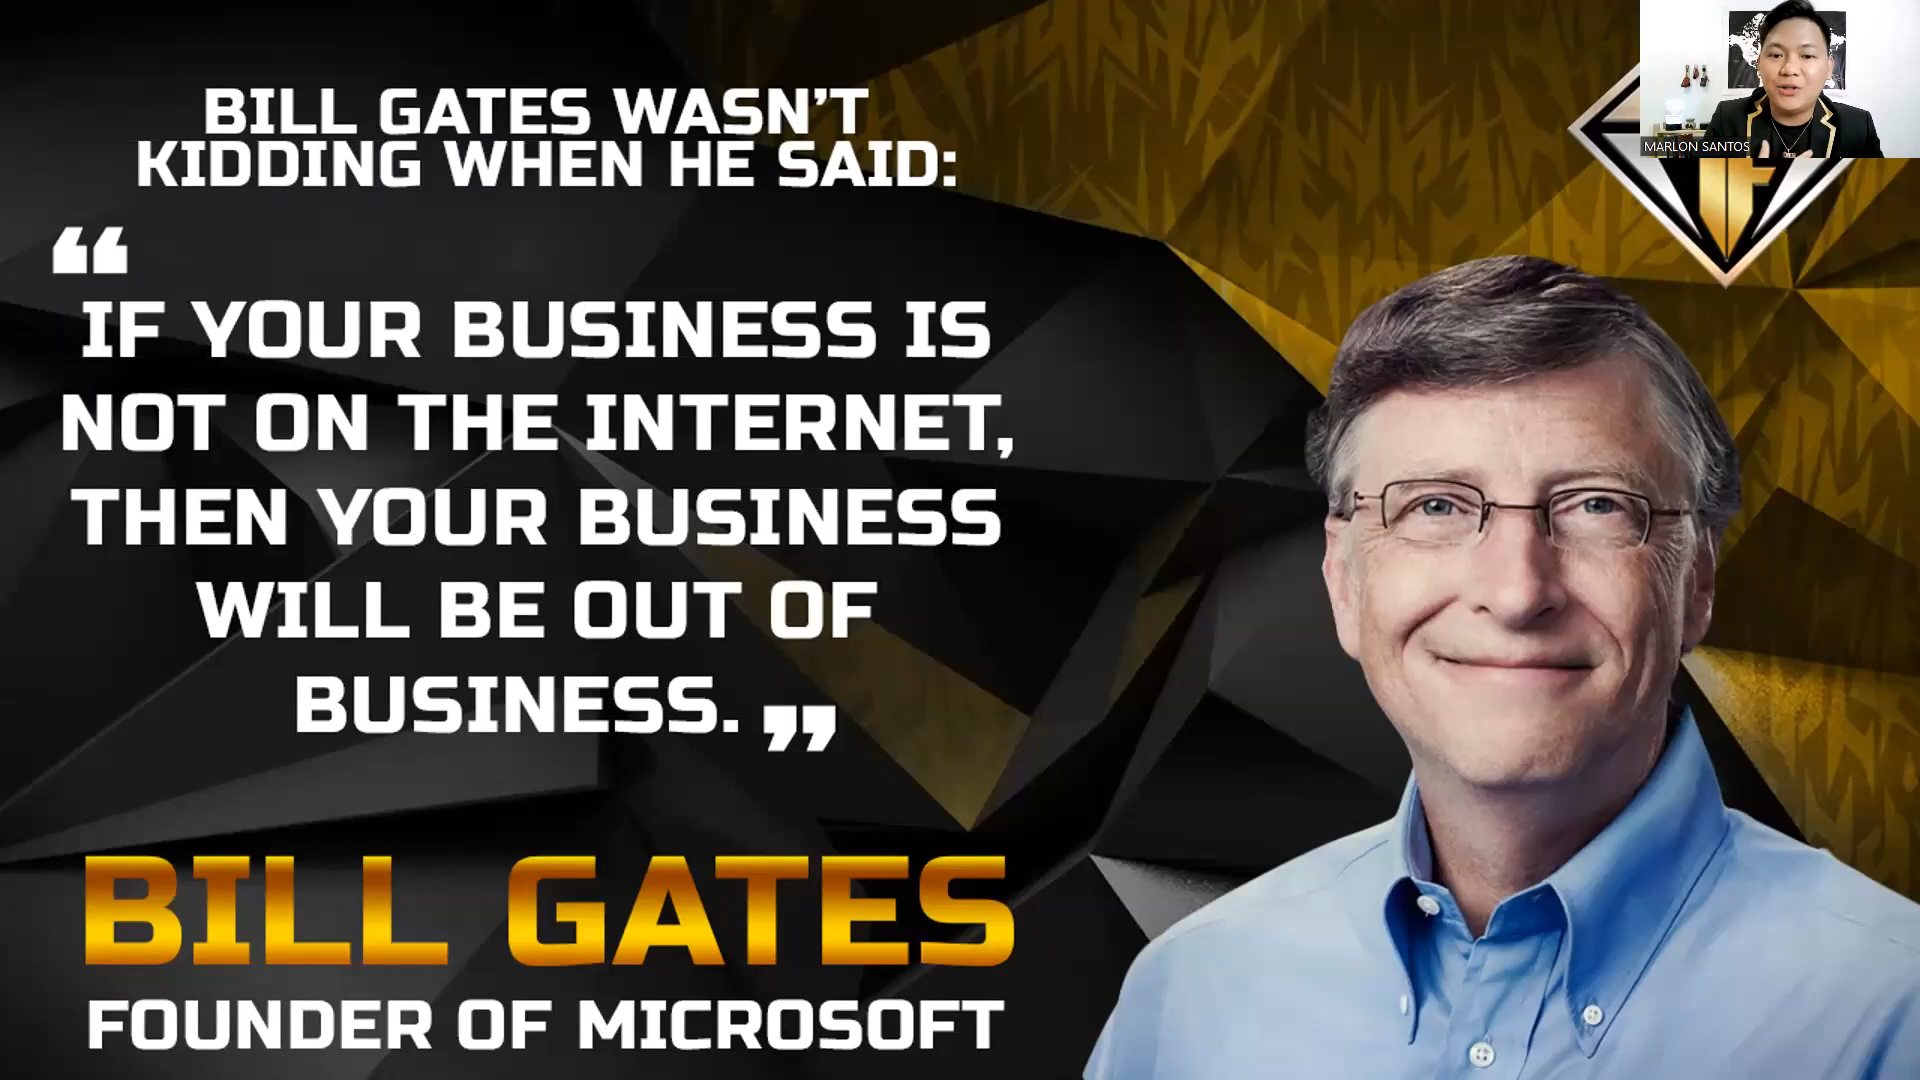 BILL GATES WASN’T
KIDDING WHEN HE SAID:
“
IF YOUR BUSINESS IS
NOT ON THE INTERNET,
THEN YOUR BUSINESS
WILL BE OUT OF
BUSINESS. ”
BILL GATES
FOUNDER OF MICROSOFT
MARLON SANTOS
IF